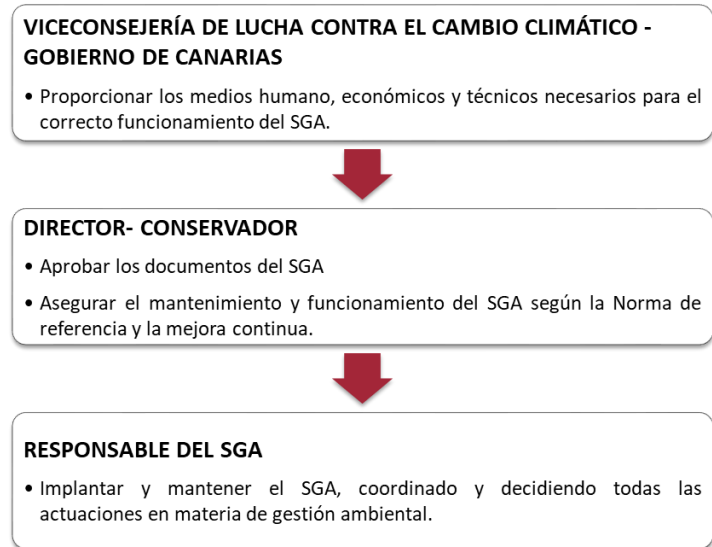 VICECONSEJERÍA DE LUCHA CONTRA EL CAMBIO CLIMÁTICO -
GOBIERNO DE CANARIAS
• Proporcionar los medios humano, económicos y técnicos necesarios para el
correcto funcionamiento del SGA.
DIRECTOR- CONSERVADOR
• Aprobar los documentos del SGA
• Asegurar el mantenimiento y funcionamiento del SGA según la Norma de
referencia y la mejora continua.
RESPONSABLE DEL SGA
• Implantar y mantener el SGA, coordinado y decidiendo todas las
actuaciones en materia de gestión ambiental.